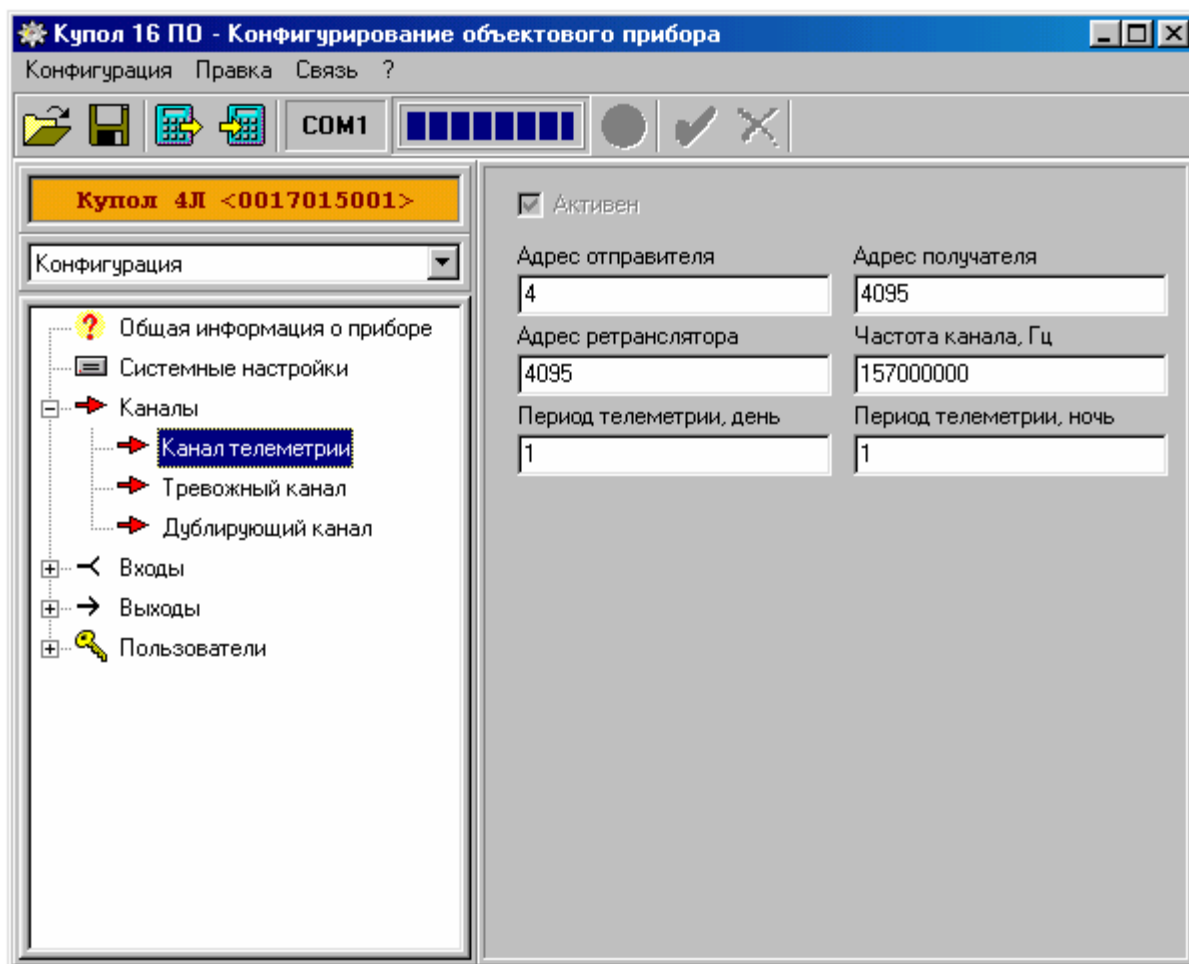 Купол 16 ПО - Конфигурирование объектового прибора
Конфигурация Правка Связь ?
COM1
Купол 4Л <0017015001>
Конфигурация
? Общая информация о приборе
Системные настройки
Каналы
Канал телеметрии
Тревожный канал
Дублирующий канал
Входы
Выходы
Пользователи
Активен
Адрес отправителя Адрес получателя
4 4095
Адрес ретранслятора Частота канала, Гц
4095 157000000
Период телеметрии, день Период телеметрии, ночь
1 1